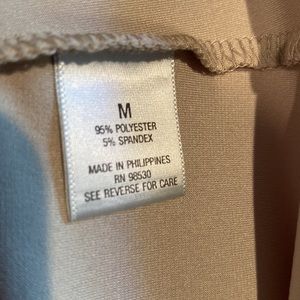 M
95% POLYESTER
5% SPANDEX
MADE IN PHILIPPINES
RN 98530
SEE REVERSE FOR CARE